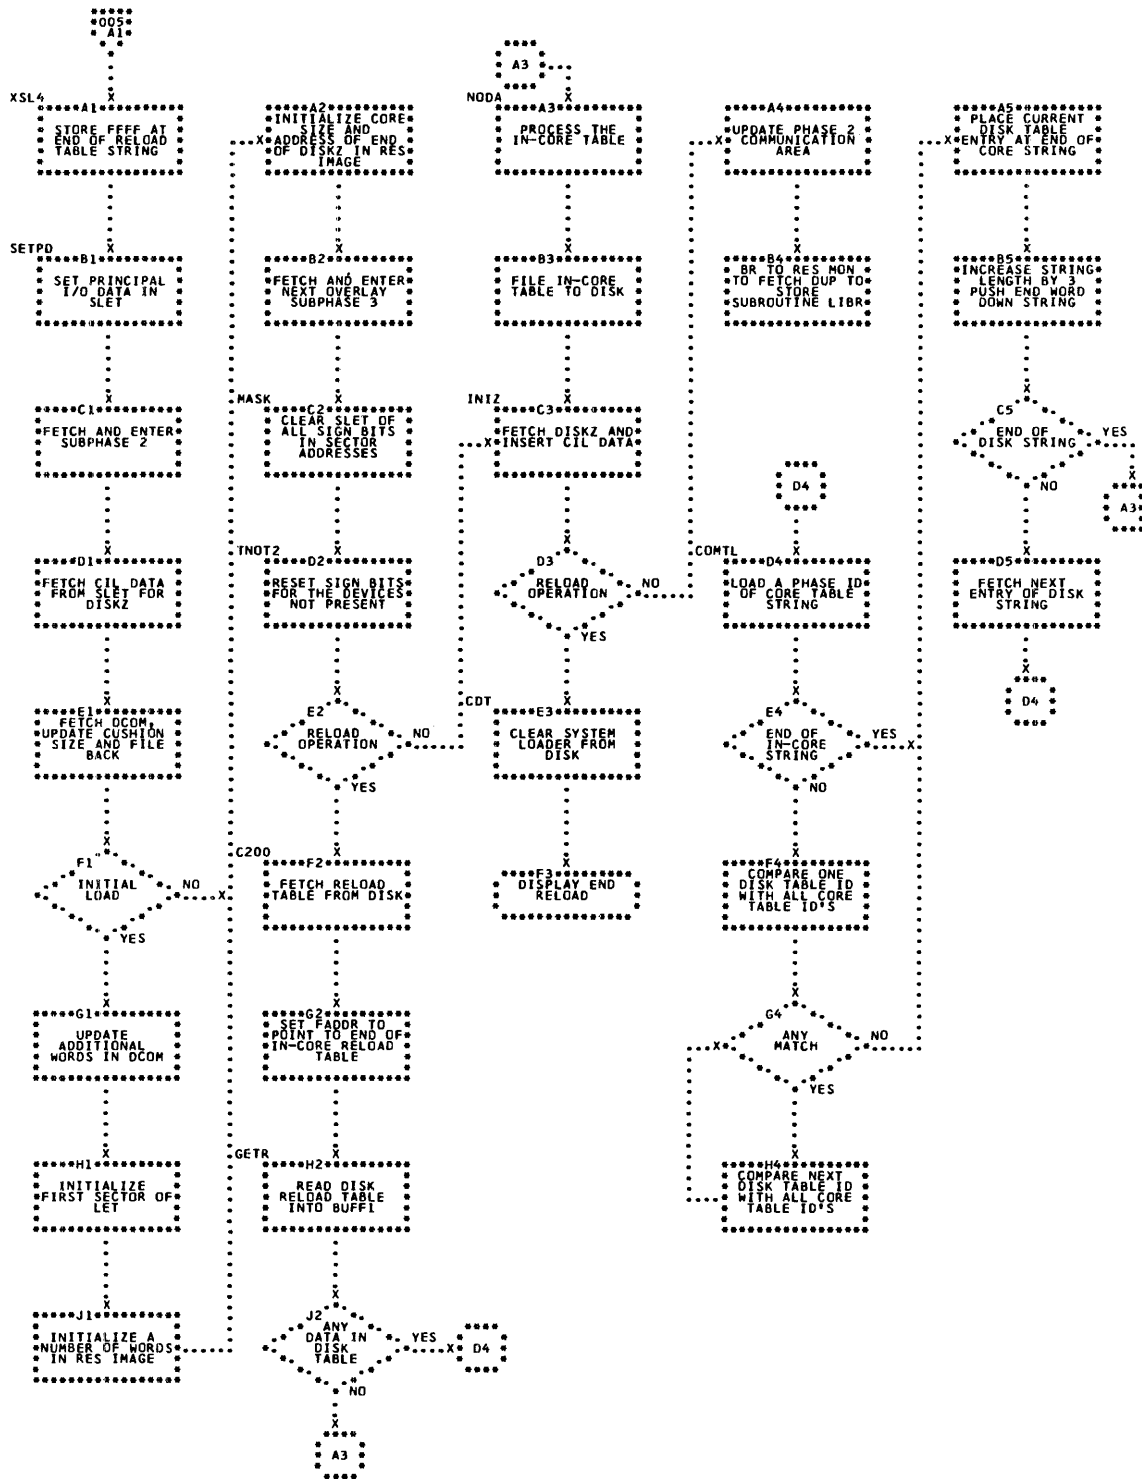 005
A1
XSL4
A1
STORE FFFF AT
END OF RELOAD
TABLE STRING
SETPD
B1
SET PRINCIPAL
I/O DATA IN
SLET
C1
FETCH AND ENTER
SUBPHASE 2
D1
FETCH CIL DATA
FROM SLET FOR
DISKZ
E1
FETCH DCOM,
UPDATE CUSHION
SIZE AND FILE
BACK
F1
INITIAL
LOAD
NO
YES
G1
UPDATE
ADDITIONAL
WORDS IN DCOM
H1
INITIALIZE
FIRST SECTOR OF
LET
J1
INITIALIZE A
NUMBER OF WORDS
IN RES IMAGE
A2
INITIALIZE CORE
SIZE AND
ADDRESS OF END
OF DISKZ IN RES
IMAGE
B2
FETCH AND ENTER
NEXT OVERLAY
SUBPHASE 3
MASK
C2
CLEAR SLET OF
ALL SIGN BITS
IN SECTOR
ADDRESSES
TNOT2
D2
RESET SIGN BITS
FOR THE DEVICES
NOT PRESENT
E2
RELOAD
OPERATION
NO
YES
C200
F2
FETCH RELOAD
TABLE FROM DISK
G2
SET FADDR TO
POINT TO END OF
IN-CORE RELOAD
TABLE
GETR
H2
READ DISK
RELOAD TABLE
INTO BUFF1
J2
ANY
DATA IN
DISK
TABLE
YES
D4
NO
A3
A3
NODA
A3
PROCESS THE
IN-CORE TABLE
B3
FILE IN-CORE
TABLE TO DISK
INIZ
C3
FETCH DISKZ AND
INSERT CIL DATA
D3
RELOAD
OPERATION
NO
YES
CDT
E3
CLEAR SYSTEM
LOADER FROM
DISK
F3
DISPLAY END
RELOAD
A4
UPDATE PHASE 2
COMMUNICATION
AREA
B4
BR TO RES MON
TO FETCH DUP TO
STORE
SUBROUTINE LIBR
D4
COMTL
D4
LOAD A PHASE ID
OF CORE TABLE
STRING
E4
END OF
IN-CORE
STRING
YES
NO
F4
COMPARE ONE
DISK TABLE ID
WITH ALL CORE
TABLE ID'S
G4
ANY
MATCH
NO
YES
H4
COMPARE NEXT
DISK TABLE ID
WITH ALL CORE
TABLE ID'S
A5
PLACE CURRENT
DISK TABLE
ENTRY AT END OF
CORE STRING
B5
INCREASE STRING
LENGTH BY 3
PUSH END WORD
DOWN STRING
C5
END OF
DISK STRING
YES
NO
A3
D5
FETCH NEXT
ENTRY OF DISK
STRING
D4